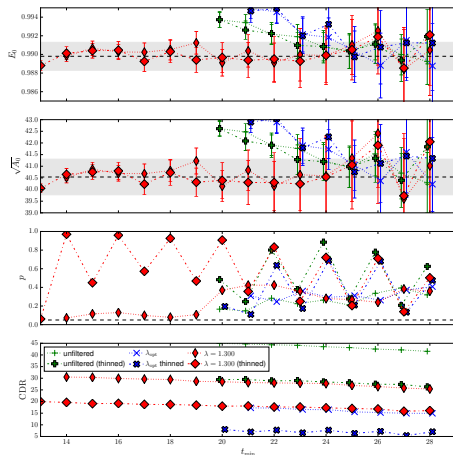 E₀
0.994
0.992
0.990
0.988
0.986
√A₀
43.0
42.5
42.0
41.5
41.0
40.5
40.0
39.5
39.0
p
1.0
0.8
0.6
0.4
0.2
0.0
CDR
45
40
35
30
25
20
15
10
5
unfiltered
unfiltered (thinned)
λ_opt
λ_opt thinned
λ = 1.300
λ = 1.300 (thinned)
14 16 18 20 22 24 26 28
t_min